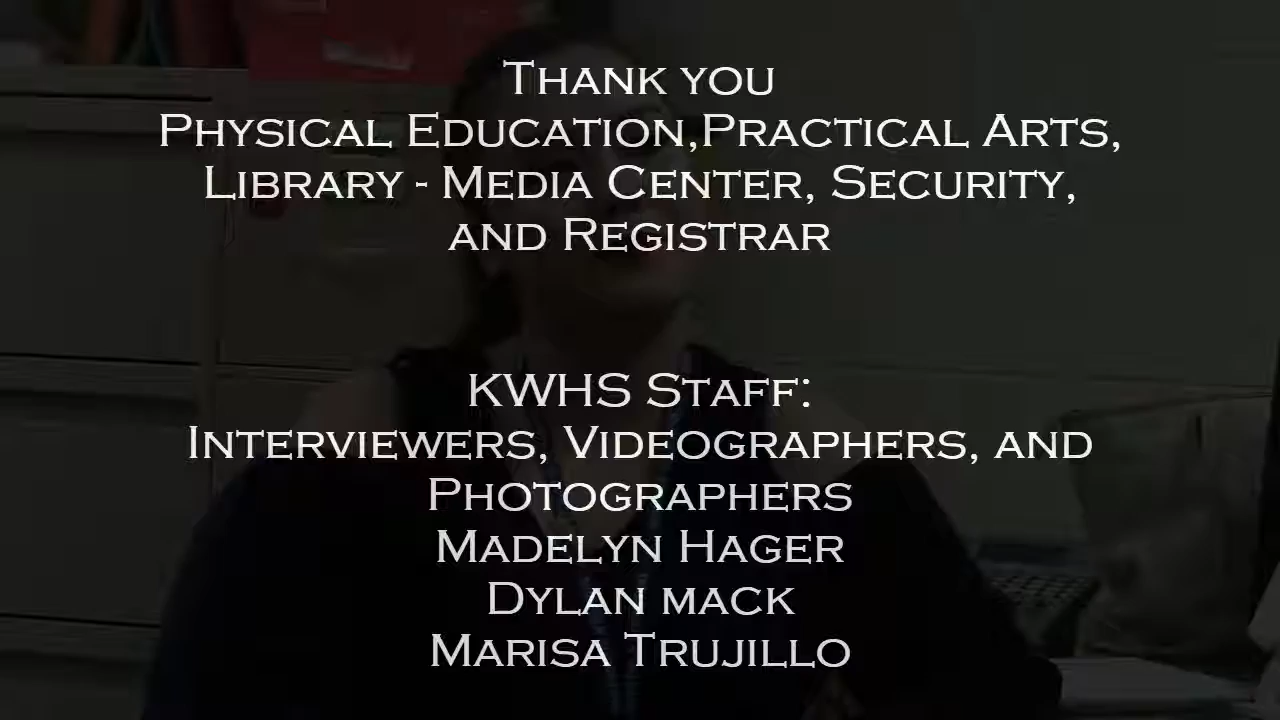 Thank you
Physical Education,Practical Arts,
Library - Media Center, Security,
and Registrar
KWHS Staff:
Interviewers, Videographers, and
Photographers
Madelyn Hager
Dylan mack
Marisa Trujillo